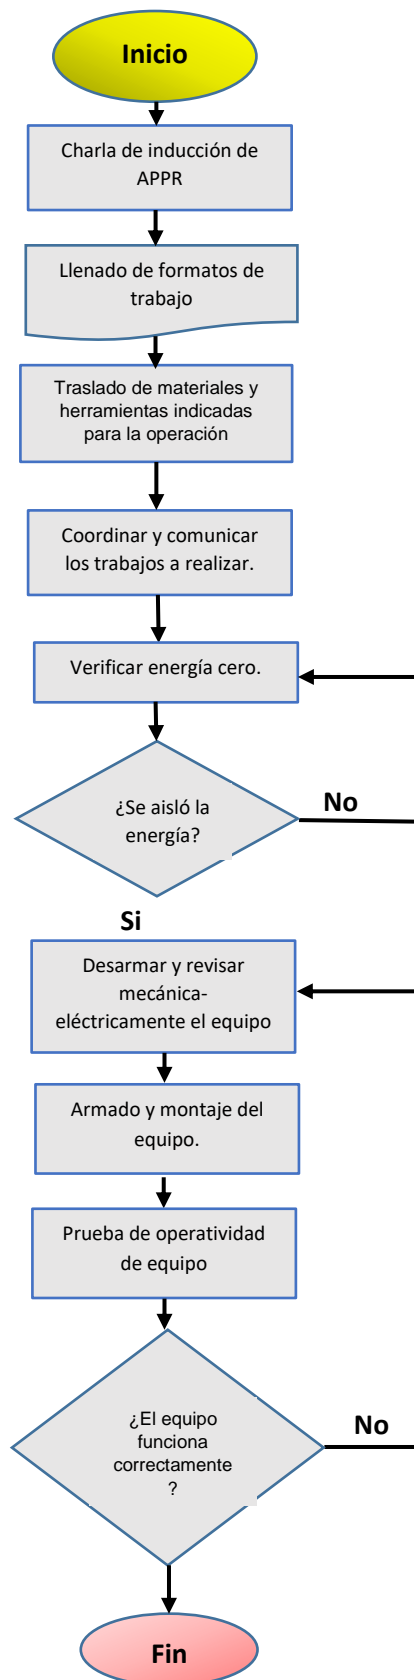 Inicio
Charla de inducción de
APPR
Llenado de formatos de
trabajo
Traslado de materiales y
herramientas indicadas
para la operación
Coordinar y comunicar
los trabajos a realizar.
Verificar energía cero.
¿Se aisló la
energía?
No
Si
Desarmar y revisar
mecánica-
eléctricamente el equipo
Armado y montaje del
equipo.
Prueba de operatividad
de equipo
¿El equipo
funciona
correctamente
?
No
Fin